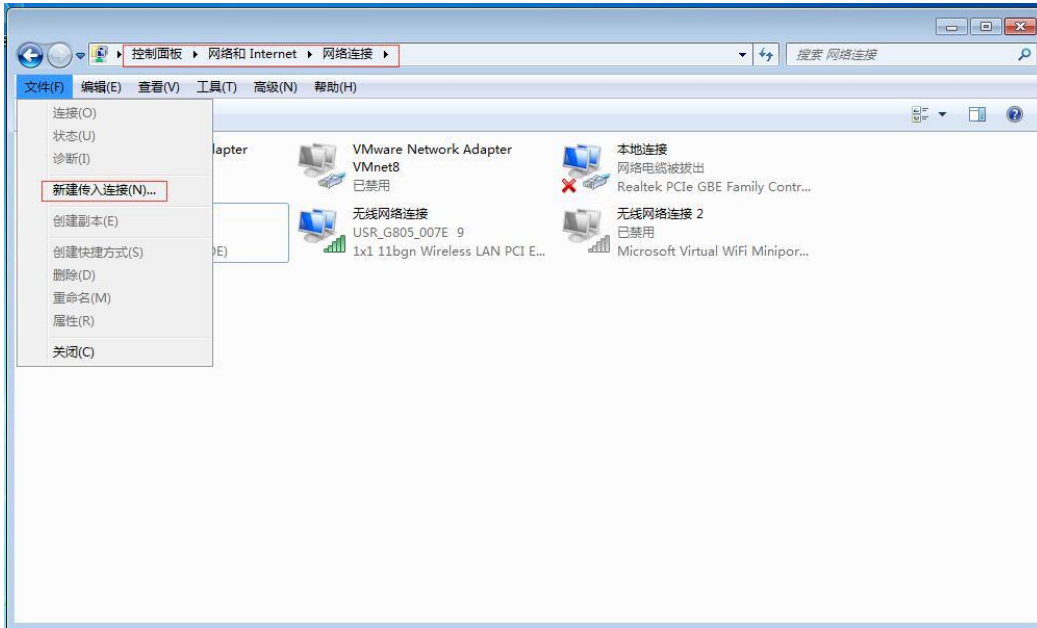 控制面板 ▸ 网络和 Internet ▸ 网络连接 ▸
搜索 网络连接
文件(F) 编辑(E) 查看(V) 工具(T) 高级(N) 帮助(H)
连接(O)
状态(U)
诊断(I)
新建传入连接(N)...
创建副本(E)
创建快捷方式(S)
删除(D)
重命名(M)
属性(R)
关闭(C)
VMware Network Adapter
VMnet8
已禁用
本地连接
网络电缆被拔出
Realtek PCIe GBE Family Contr...
无线网络连接
USR_G805_007E 9
1x1 11bgn Wireless LAN PCI E...
无线网络连接 2
已禁用
Microsoft Virtual WiFi Minipor...